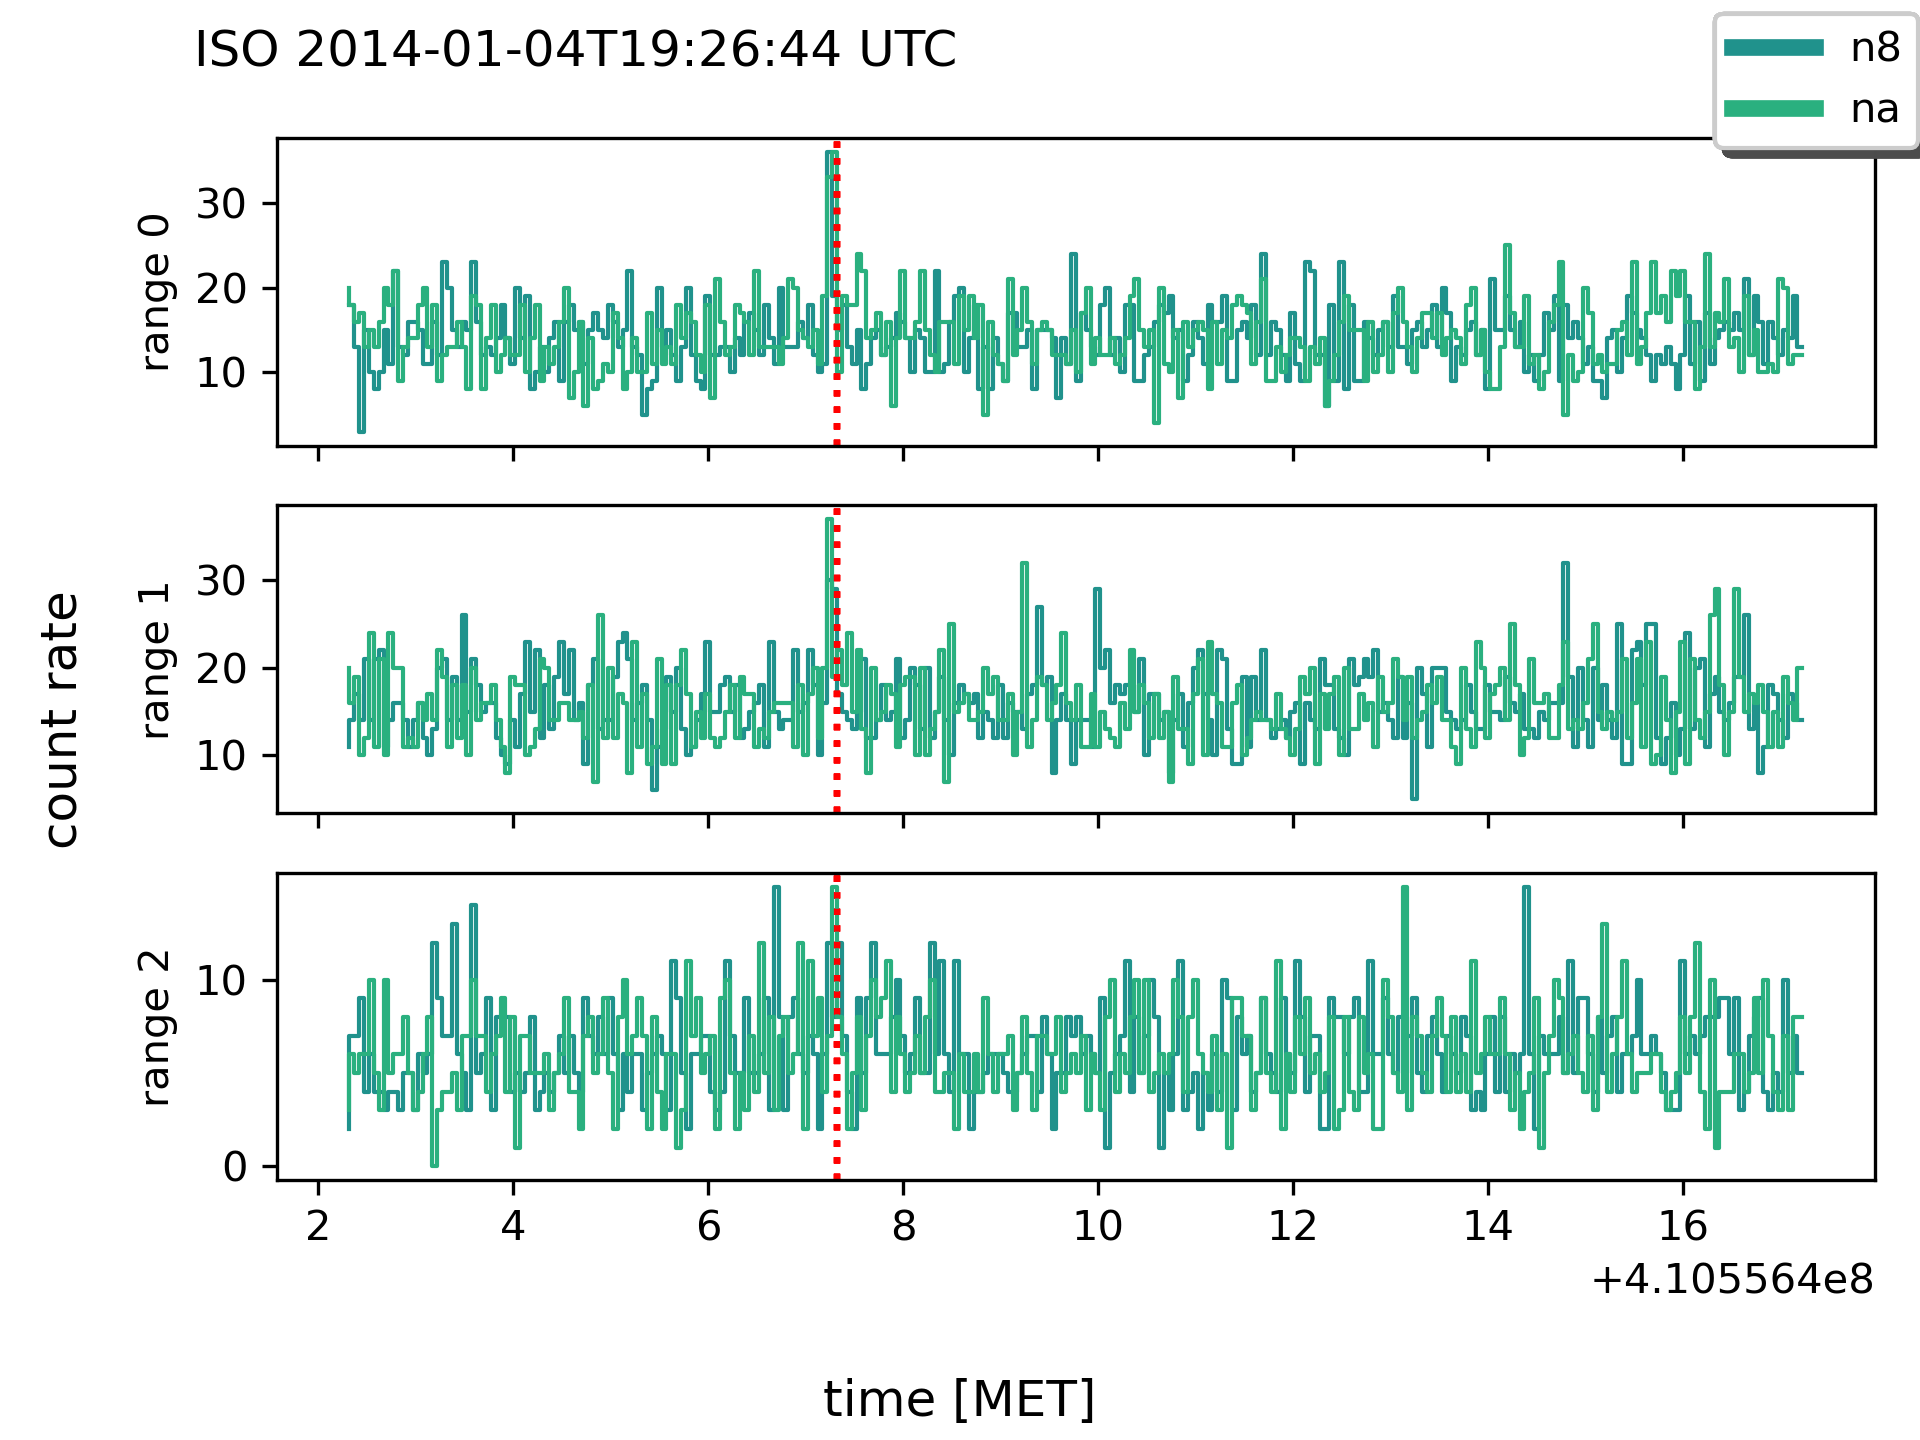 ISO 2014-01-04T19:26:44 UTC
n8
na
range 0
30
20
10
count rate
range 1
30
20
10
range 2
10
0
2 4 6 8 10 12 14 16
+4.105564e8
time [MET]